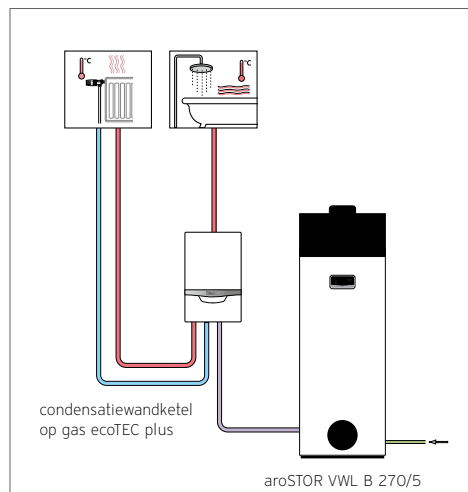 °C
°C
condensatiewandketel
op gas ecoTEC plus
aroSTOR VWL B 270/5